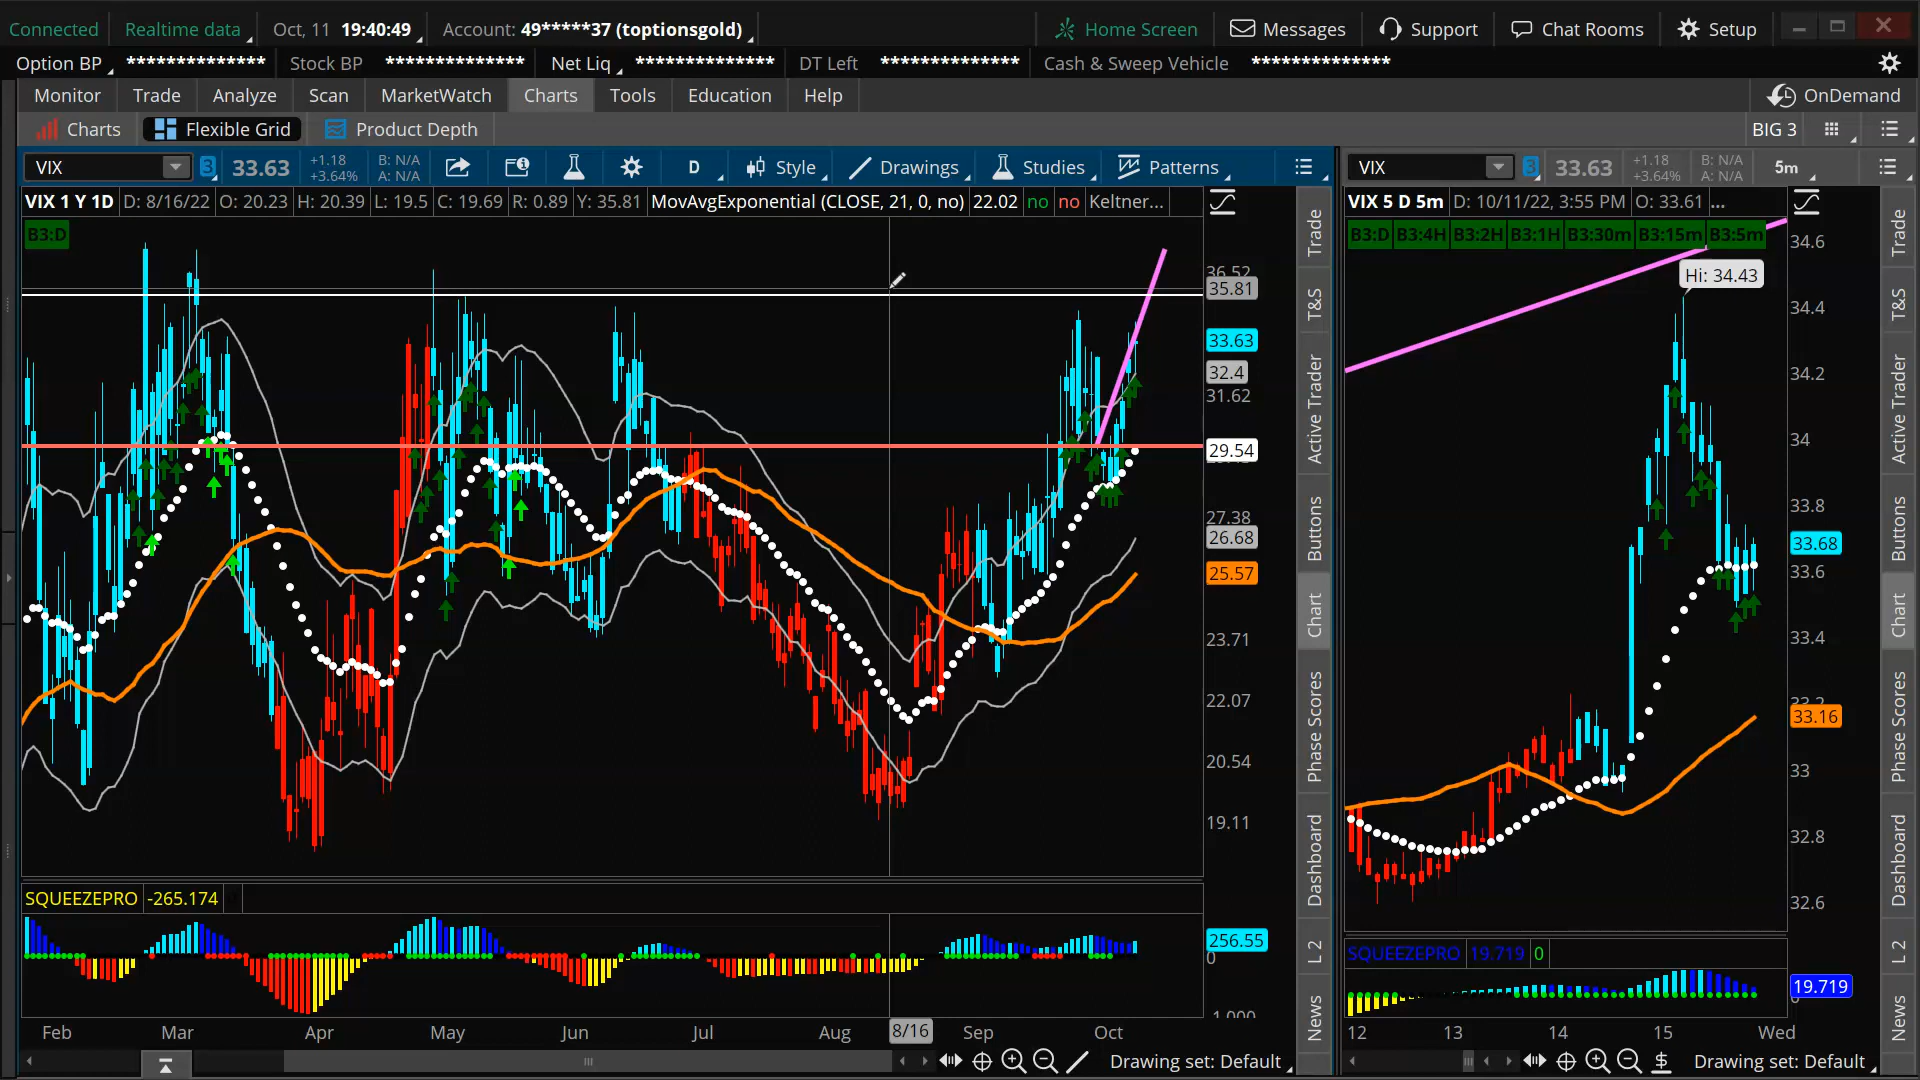 Connected Realtime data Oct, 11 19:40:49 Account: 49*****37 (toptionsgold) Home Screen Messages Support Chat Rooms Setup
Option BP ************** Stock BP ************** Net Liq ************** DT Left ************** Cash & Sweep Vehicle **************
Monitor Trade Analyze Scan MarketWatch Charts Tools Education Help OnDemand
Charts Flexible Grid Product Depth BIG 3
VIX 3 33.63 +1.18 +3.64% B: N/A A: N/A D Style Drawings Studies Patterns
VIX 1 Y 1D D: 8/16/22 O: 20.23 H: 20.39 L: 19.5 C: 19.69 R: 0.89 Y: 35.81 MovAvgExponential (CLOSE, 21, 0, no) 22.02 no no Keltner...
B3:D
36.52
35.81
33.63
32.4
31.62
29.54
27.38
26.68
25.57
23.71
22.07
20.54
19.11
SQUEEZEPRO -265.174
256.55
0
-1,000
Feb Mar Apr May Jun Jul Aug 8/16 Sep Oct
Drawing set: Default
Trade
T&S
Active Trader
Buttons
Chart
Phase Scores
Dashboard
L 2
News
VIX 3 33.63 +1.18 +3.64% B: N/A A: N/A 5m
VIX 5 D 5m D: 10/11/22, 3:55 PM O: 33.61 ...
B3:D B3:4H B3:2H B3:1H B3:30m B3:15m B3:5m
Hi: 34.43
34.6
34.4
34.2
34
33.8
33.68
33.6
33.4
33.2
33.16
33
32.8
32.6
SQUEEZEPRO 19.719 0
19.719
12 13 14 15 Wed
Drawing set: Default
Trade
T&S
Active Trader
Buttons
Chart
Phase Scores
Dashboard
L 2
News